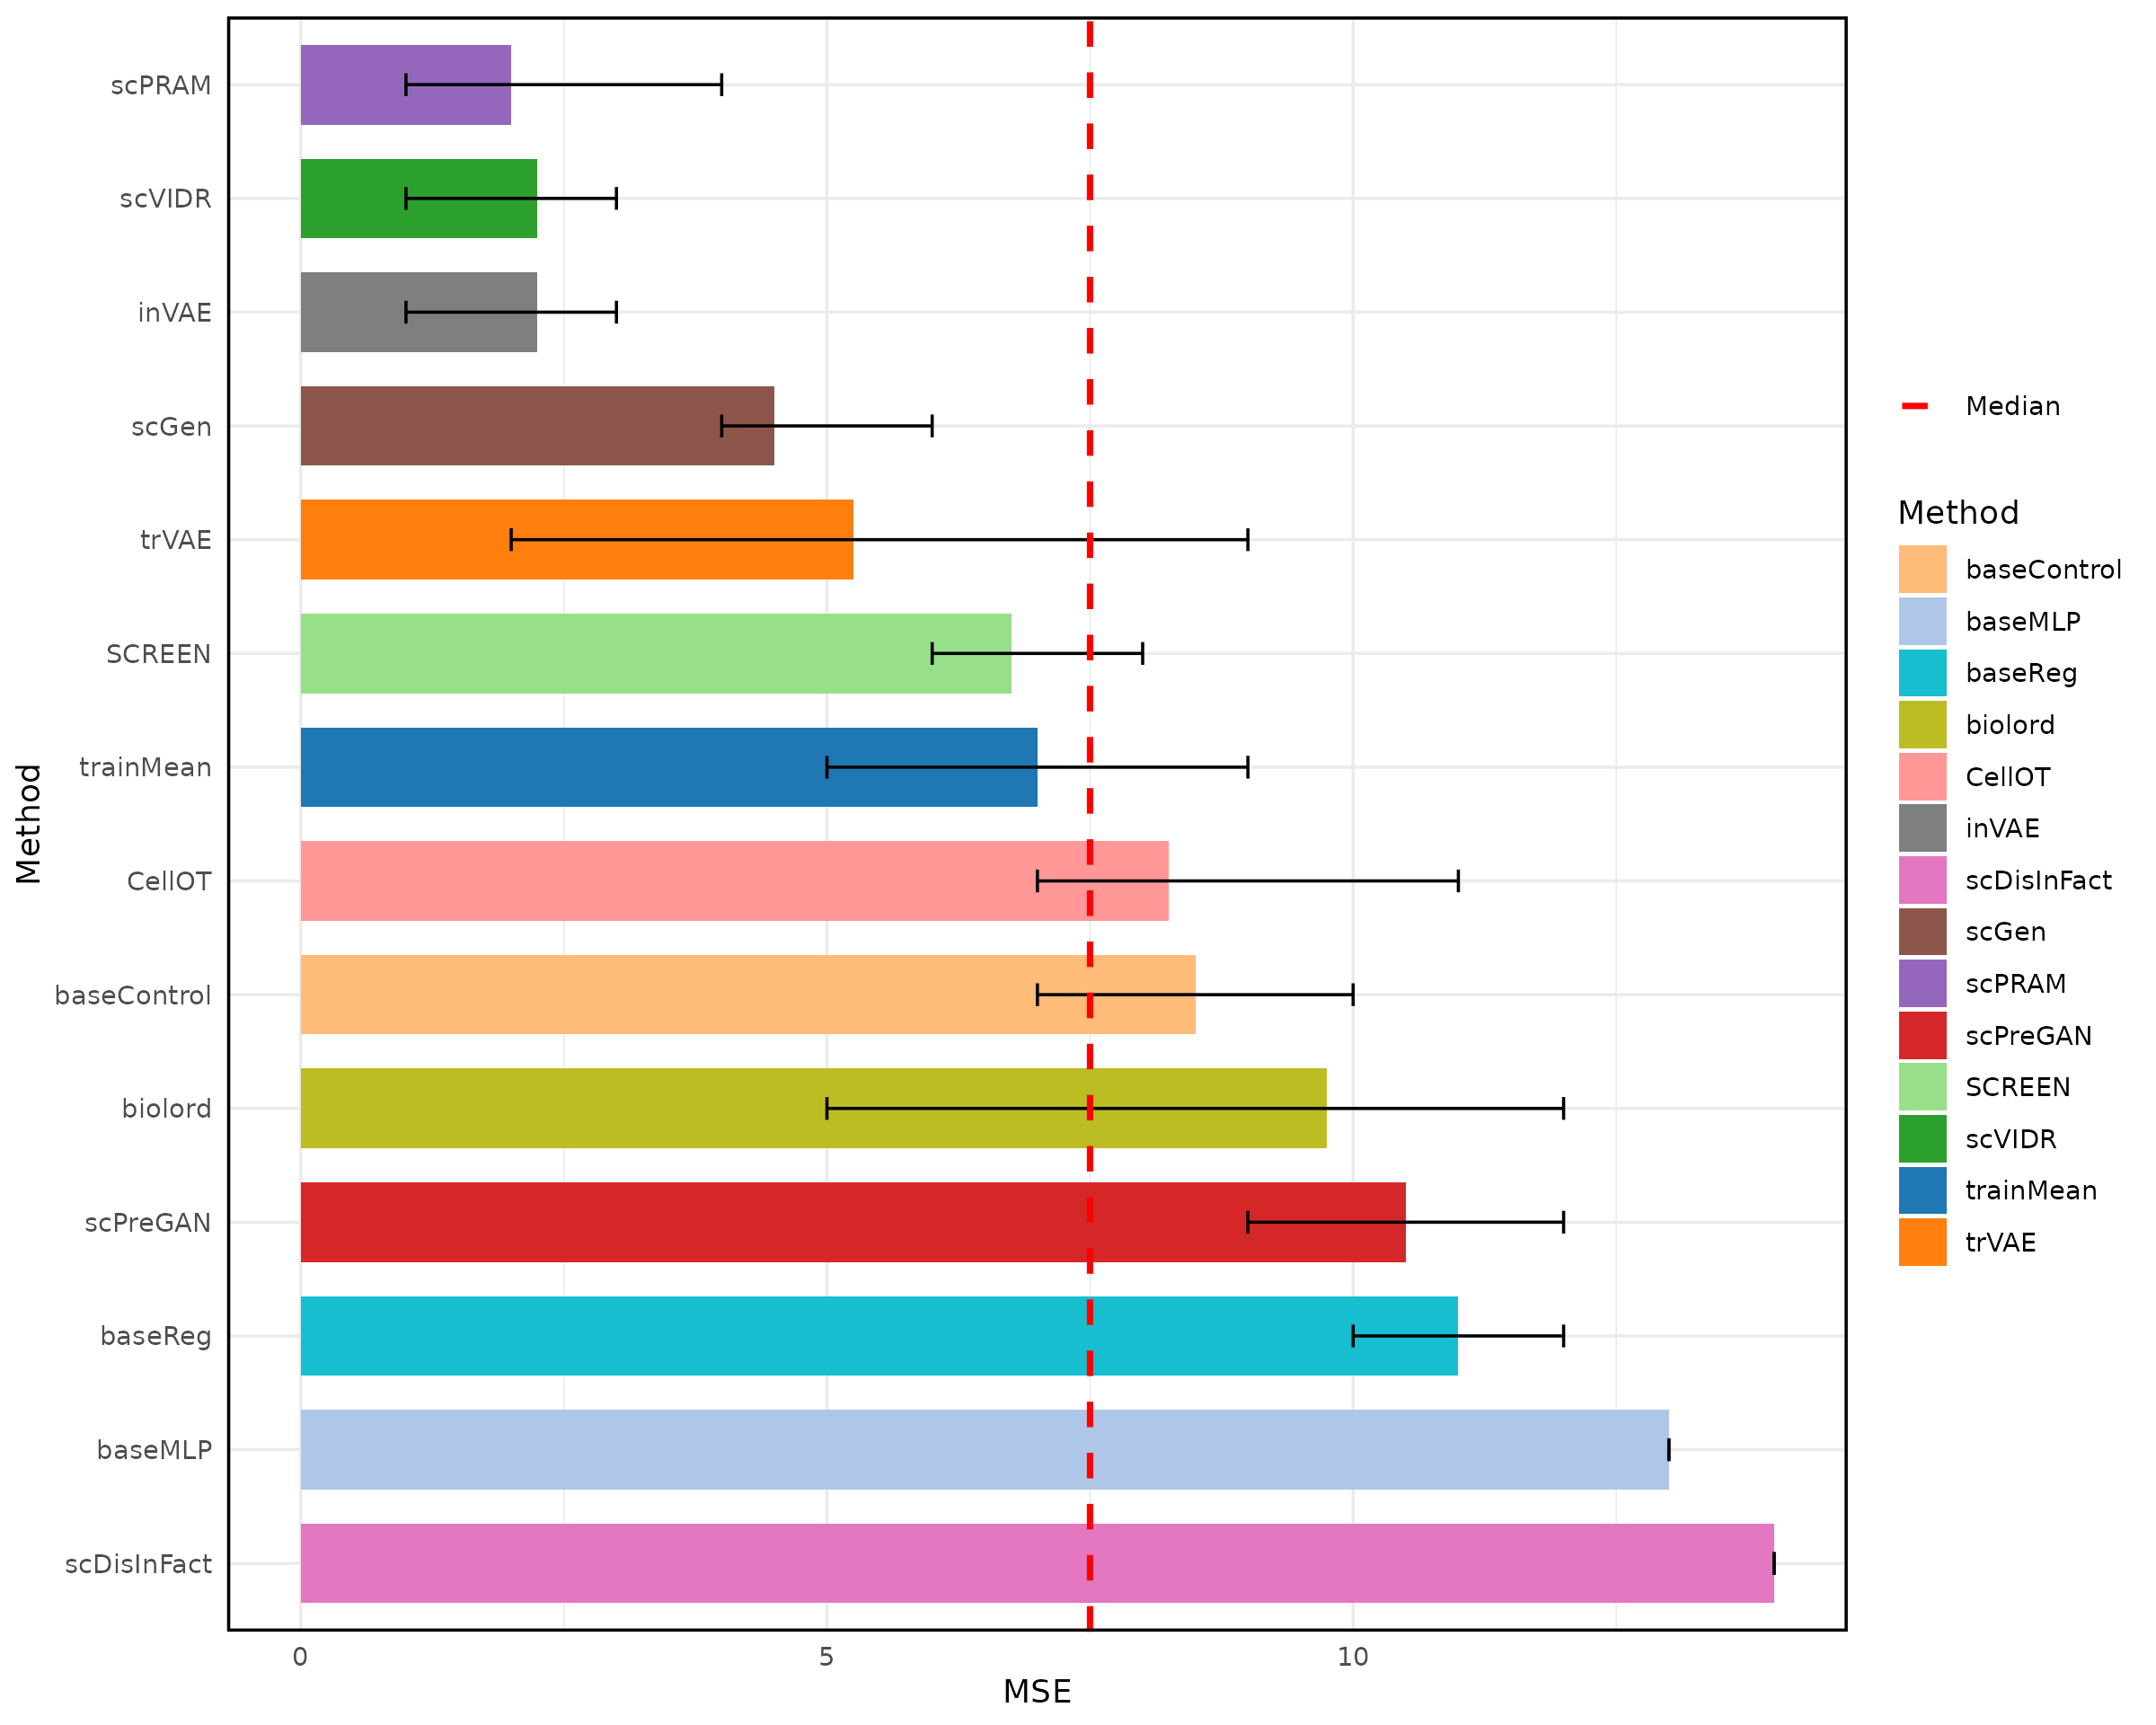 scPRAM
scVIDR
inVAE
scGen
trVAE
SCREEN
trainMean
CellOT
baseControl
biolord
scPreGAN
baseReg
baseMLP
scDisInFact
Method
0 5 10
MSE
Median
Method
baseControl
baseMLP
baseReg
biolord
CellOT
inVAE
scDisInFact
scGen
scPRAM
scPreGAN
SCREEN
scVIDR
trainMean
trVAE